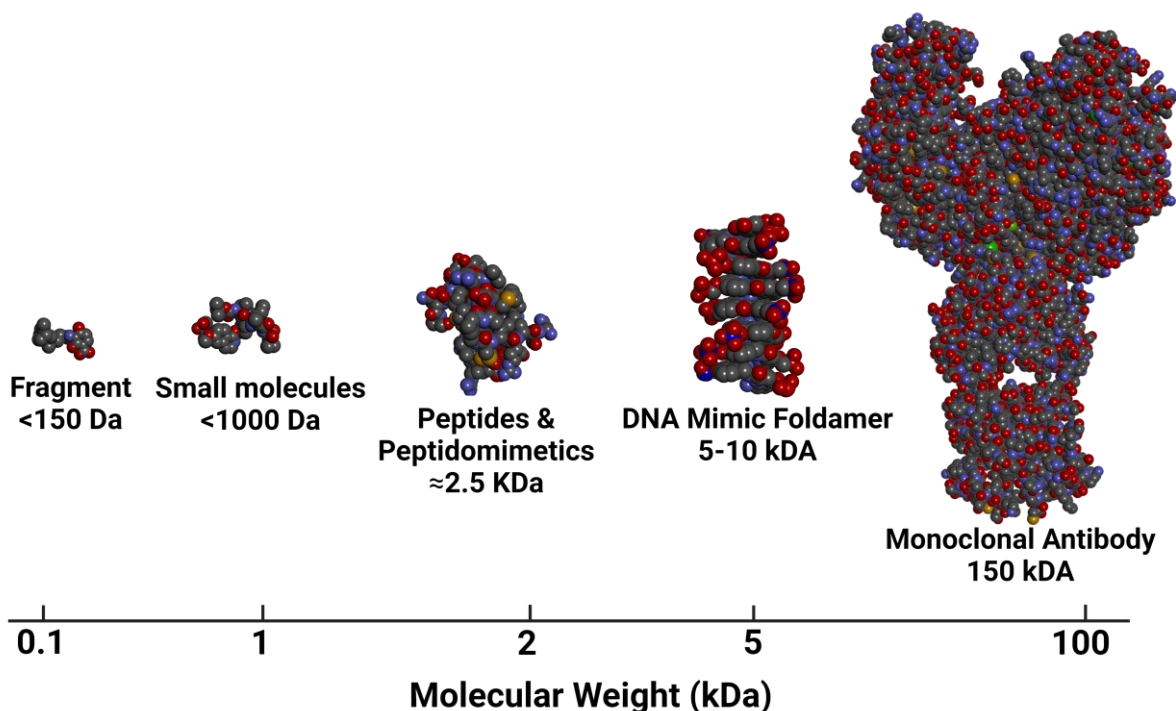 Fragment
<150 Da
Small molecules
<1000 Da
Peptides &
Peptidomimetics
≈2.5 KDa
DNA Mimic Foldamer
5-10 kDA
Monoclonal Antibody
150 kDA
0.1 1 2 5 100
Molecular Weight (kDa)